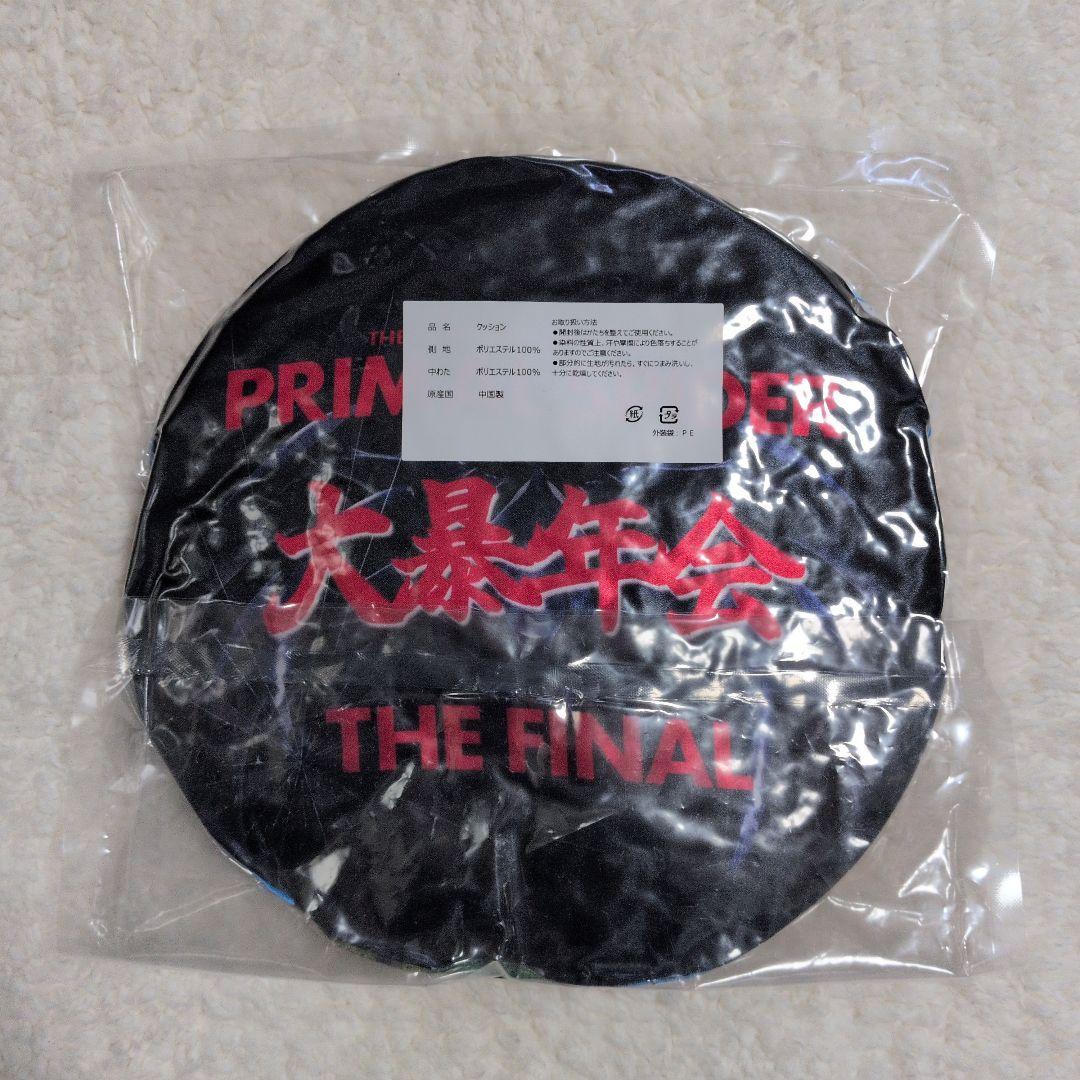 品 名 クッション
側 地 ポリエステル100%
中わた ポリエステル100%
原産国 中国製
お取り扱い方法
●開封後はかたちを整えてご使用ください。
●染料の性質上、汗や摩擦により色落ちすることが
ありますのでご注意ください。
●部分的に生地が汚れたら、すぐにつまみ洗いし、
十分に乾燥してください。
紙 プラ
外装袋：PE
THE
PRIM DER
大暴年会
THE FINAL